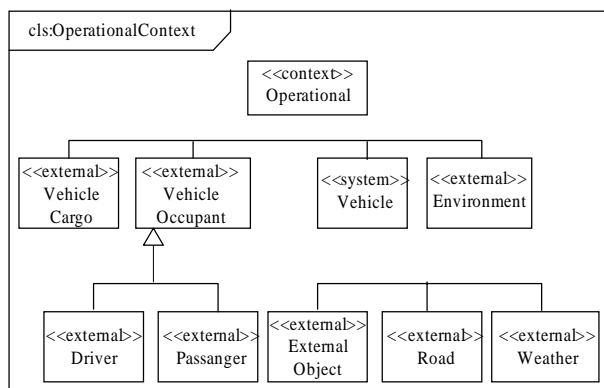 cls:OperationalContext
<<context>>
Operational
<<external>>
Vehicle
Cargo
<<external>>
Vehicle
Occupant
<<system>>
Vehicle
<<external>>
Environment
<<external>>
Driver
<<external>>
Passanger
<<external>>
External
Object
<<external>>
Road
<<external>>
Weather